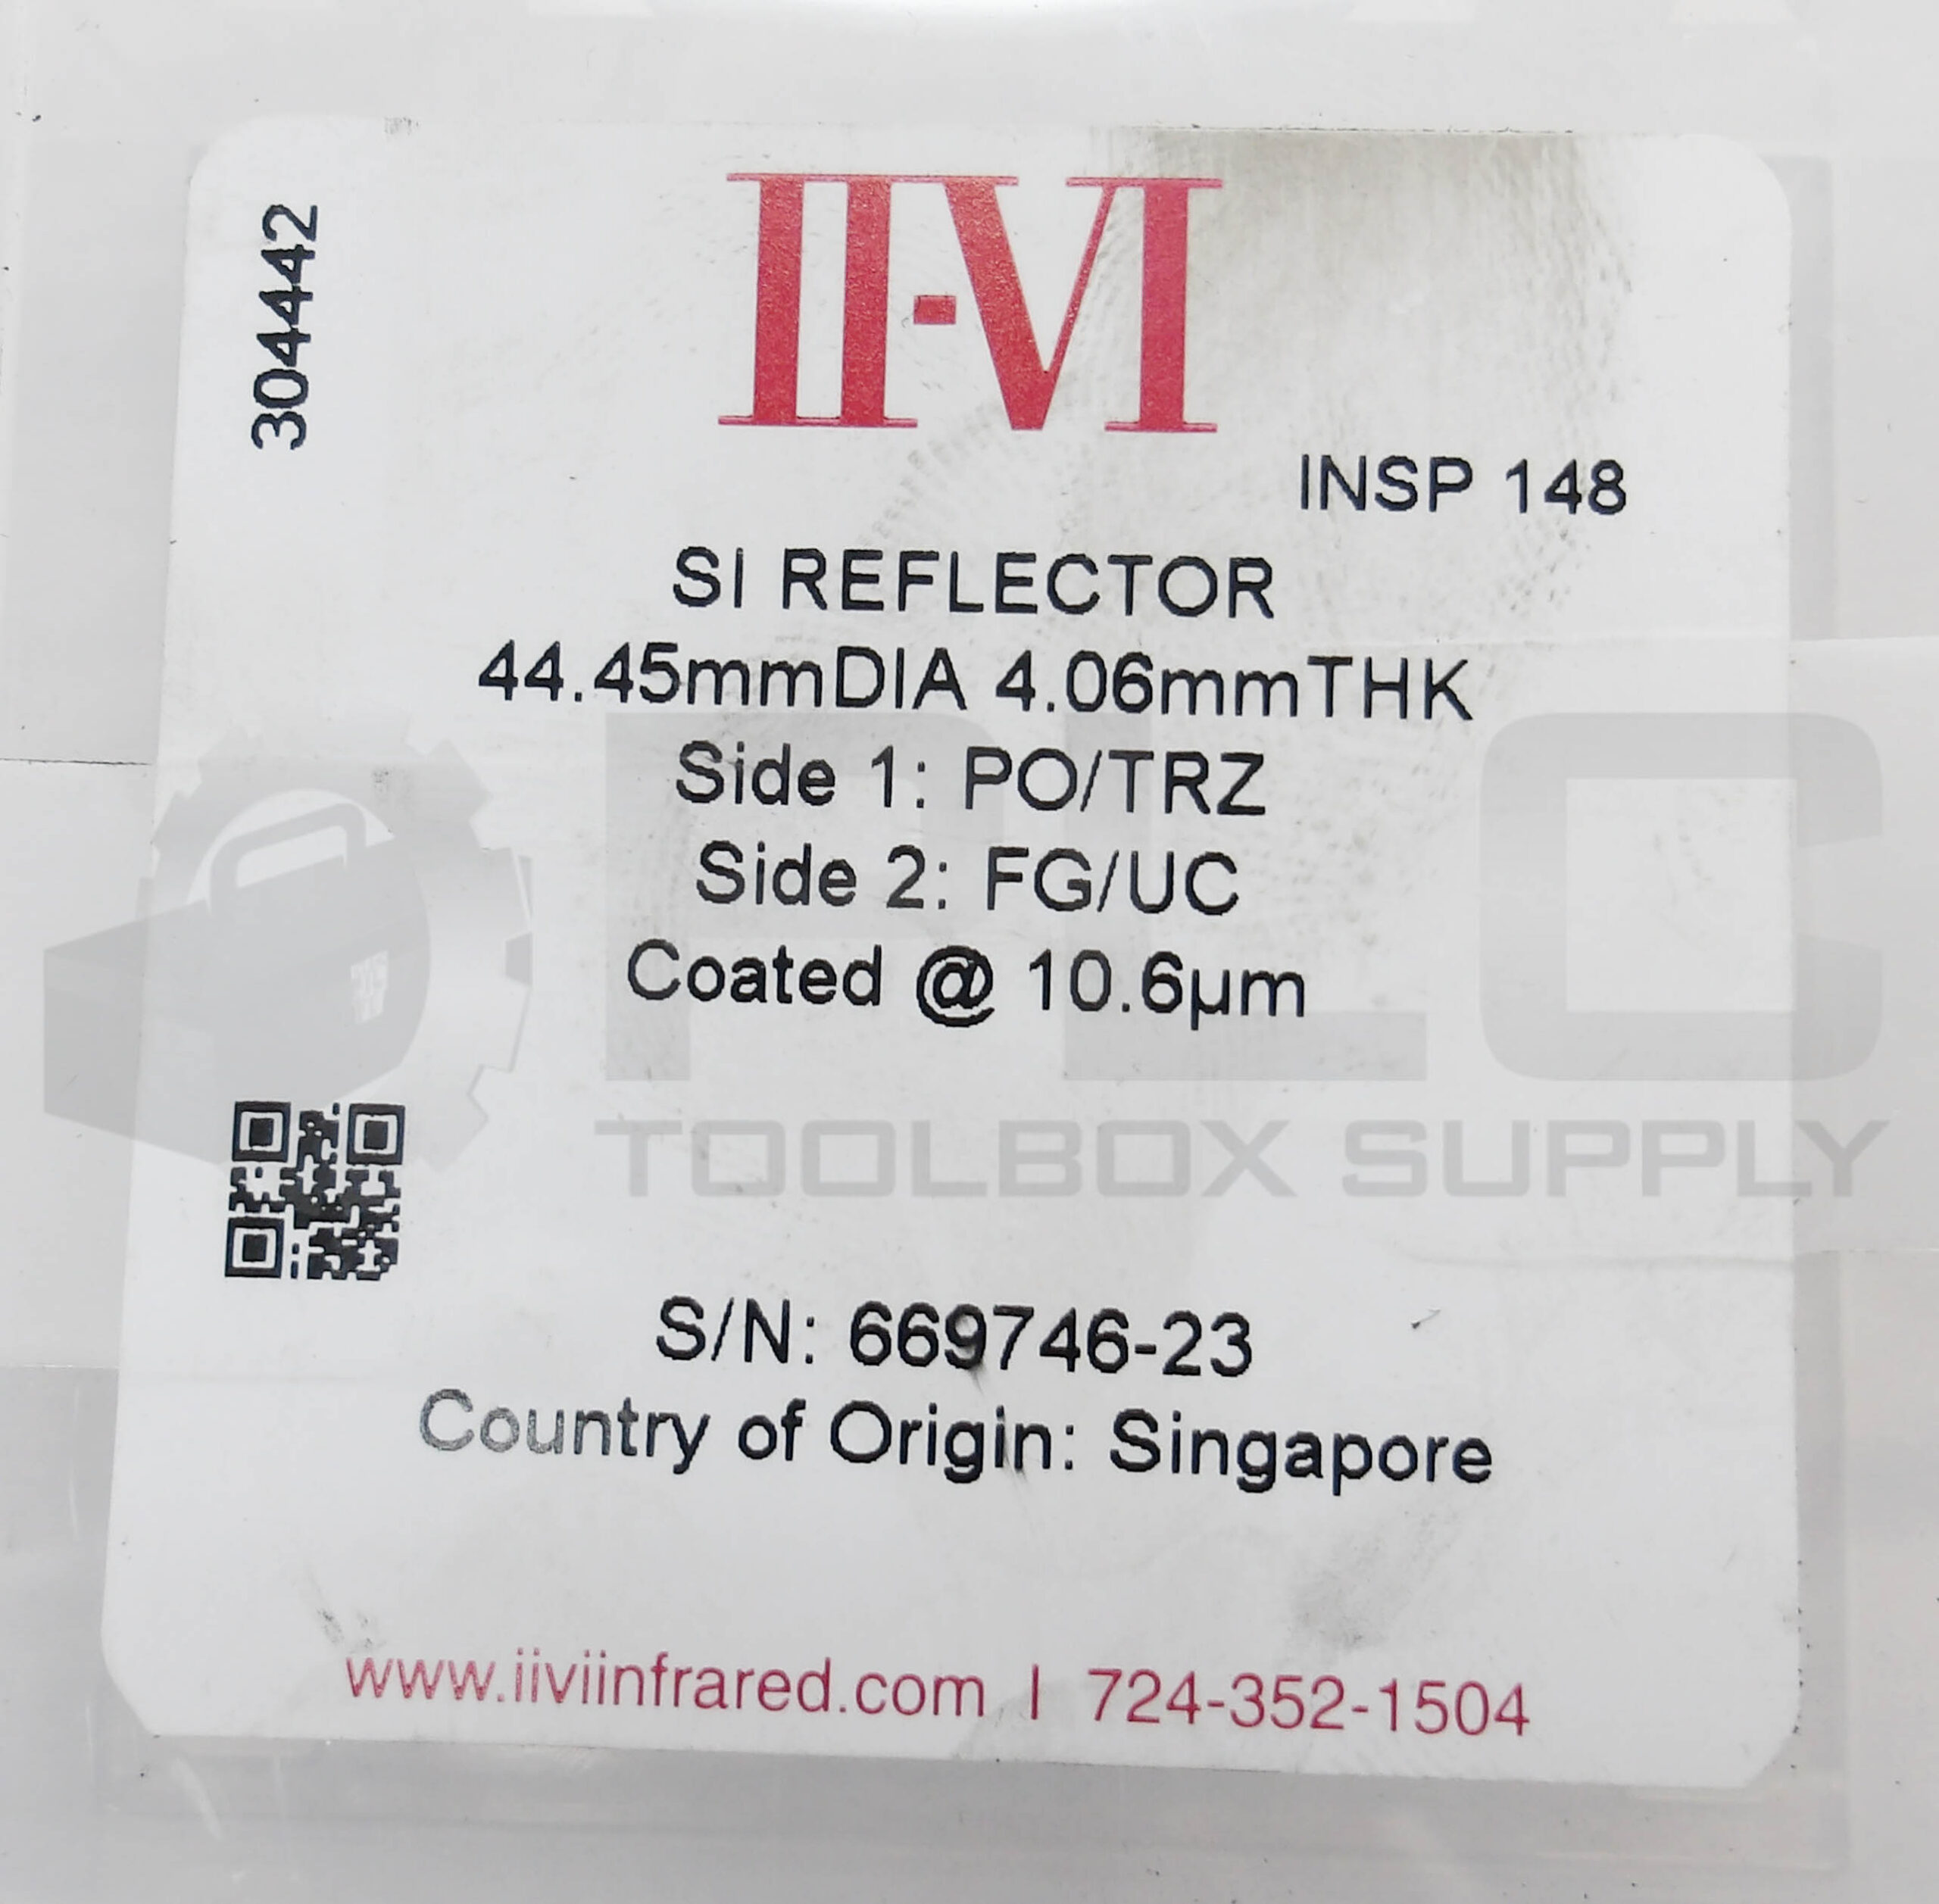 304442
II-VI
INSP 148
SI REFLECTOR
44.45mmDIA 4.06mmTHK
Side 1: PO/TRZ
Side 2: FG/UC
Coated @ 10.6µm
PLC
TOOLBOX SUPPLY
S/N: 669746-23
Country of Origin: Singapore
www.iiviinfrared.com | 724-352-1504